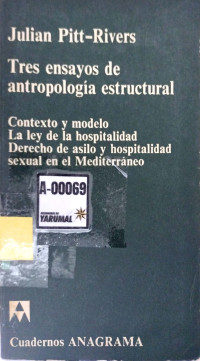 Julian Pitt-Rivers
Tres ensayos de
antropología estructural
Contexto y modelo
La ley de la hospitalidad
Derecho de asilo y hospitalidad
sexual en el Mediterráneo
A-00069
YARUMAL
Cuadernos ANAGRAMA